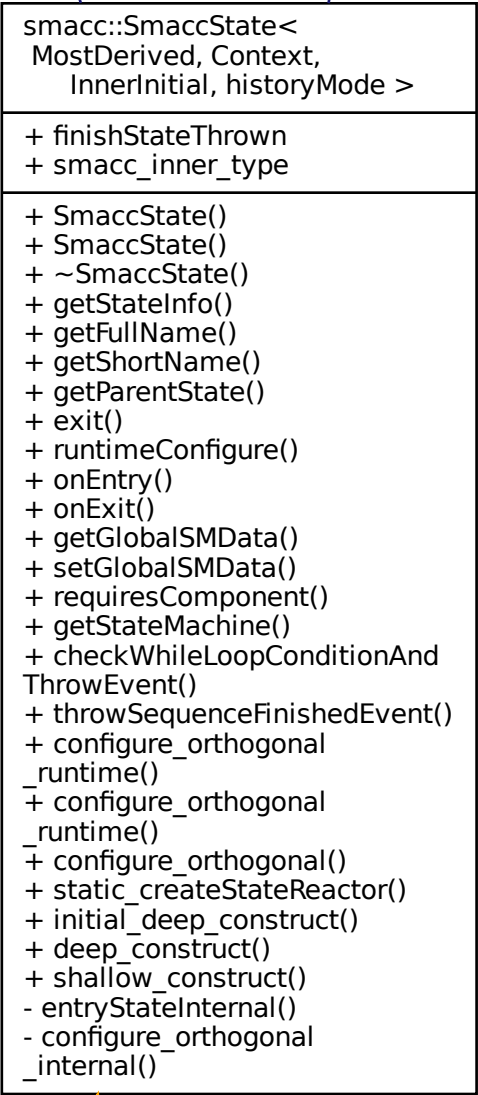 smacc::SmaccState<
MostDerived, Context,
InnerInitial, historyMode >
+ finishStateThrown
+ smacc_inner_type
+ SmaccState()
+ SmaccState()
+ ~SmaccState()
+ getStateInfo()
+ getFullName()
+ getShortName()
+ getParentState()
+ exit()
+ runtimeConfigure()
+ onEntry()
+ onExit()
+ getGlobalSMData()
+ setGlobalSMData()
+ requiresComponent()
+ getStateMachine()
+ checkWhileLoopConditionAnd
ThrowEvent()
+ throwSequenceFinishedEvent()
+ configure_orthogonal
_runtime()
+ configure_orthogonal
_runtime()
+ configure_orthogonal()
+ static_createStateReactor()
+ initial_deep_construct()
+ deep_construct()
+ shallow_construct()
- entryStateInternal()
- configure_orthogonal
_internal()